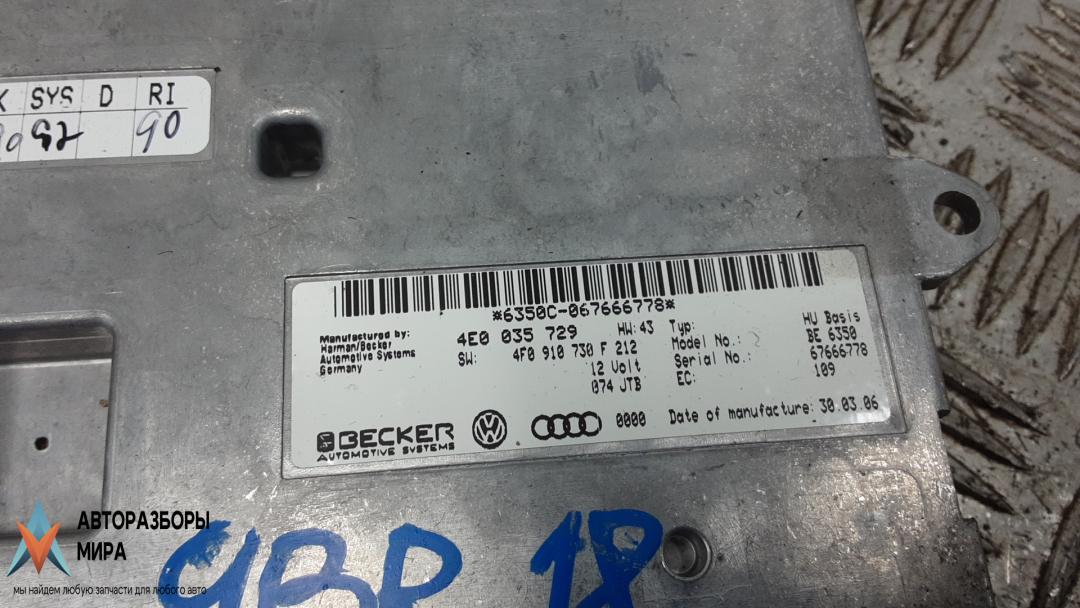 SYS D RI
92 90
*6350C-067666778*
Manufactured by:
Harman/Becker
Automotive Systems
Germany
4E0 035 729 HW: 43
SW: 4F0 910 730 F 212
12 Volt
074 JTB
Typ: HU Basis
Model No.: BE 6350
Serial No.: 67666778
EC: 109
BECKER
AUTOMOTIVE SYSTEMS
0000 Date of manufacture: 30.03.06
18
АВТОРАЗБОРЫ
МИРА
мы найдем любую запчасти для любого авто